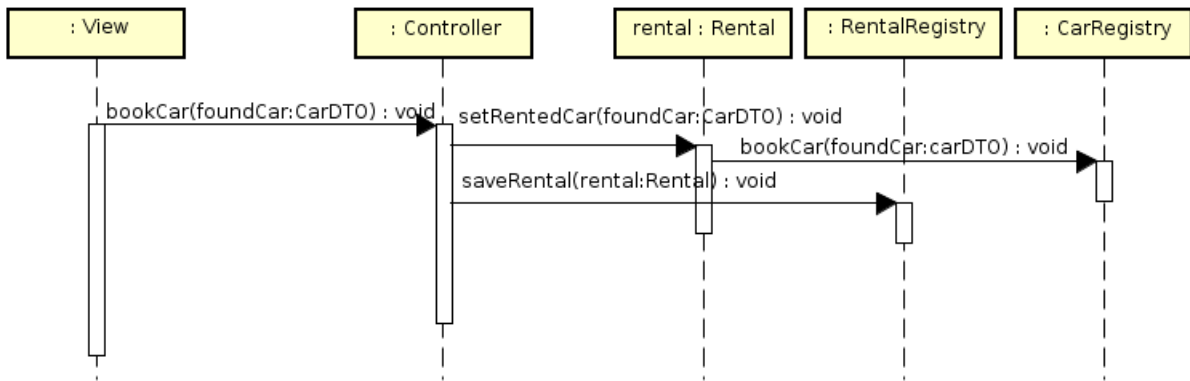 : View
: Controller
rental : Rental
: RentalRegistry
: CarRegistry
bookCar(foundCar:CarDTO) : void
setRentedCar(foundCar:CarDTO) : void
bookCar(foundCar:carDTO) : void
saveRental(rental:Rental) : void